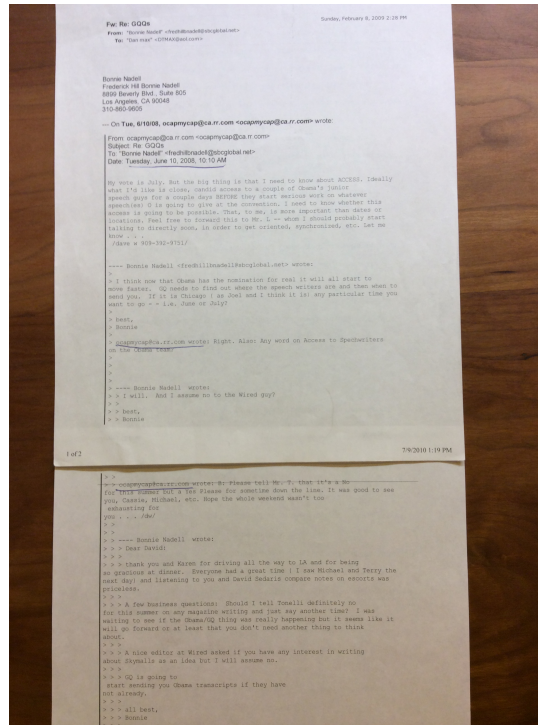 Fw: Re: GQQs
Sunday, February 8, 2009 2:28 PM
From: "Bonnie Nadell" <fredhillbnadell@sbcglobal.net>
To: "Dan max" <DTMAX@aol.com>
Bonnie Nadell
Frederick Hill Bonnie Nadell
8899 Beverly Blvd., Suite 805
Los Angeles, CA 90048
310-860-9605
--- On Tue, 6/10/08, ocapmycap@ca.rr.com <ocapmycap@ca.rr.com> wrote:
From: ocapmycap@ca.rr.com <ocapmycap@ca.rr.com>
Subject: Re: GQQs
To: "Bonnie Nadell" <fredhillbnadell@sbcglobal.net>
Date: Tuesday, June 10, 2008, 10:10 AM
My vote is July. But the big thing is that I need to know about ACCESS. Ideally
what I'd like is close, candid access to a couple of Obama's junior
speech guys for a couple days BEFORE they start serious work on whatever
speech(es) O is going to give at the convention. I need to know whether this
access is going to be possible. That, to me, is more important than dates or
locations. Feel free to forward this to Mr. L -- whom I should probably start
talking to directly soon, in order to get oriented, synchronized, etc. Let me
know . . .
/dave w 909-392-9751/
---- Bonnie Nadell <fredhillbnadell@sbcglobal.net> wrote:
>
> I think now that Obama has the nomination for real it will all start to
move faster. GQ needs to find out where the speech writers are and then when to
send you. If it is Chicago ( as Joel and I think it is) any particular time you
want to go - > i.e. June or July?
>
> best,
> Bonnie
>
> ocapmycap@ca.rr.com wrote: Right. Also: Any word on Access to Spechwriters
on the Obama team?
>
>
> ---- Bonnie Nadell wrote:
> > I will. And I assume no to the Wired guy?
> >
> > best,
> > Bonnie
1 of 2
7/9/2010 1:19 PM
> >
> > ocapmycap@ca.rr.com wrote: B: Please tell Mr. T. that it's a No
for this summer but a Yes Please for sometime down the line. It was good to see
you, Cassie, Michael, etc. Hope the whole weekend wasn't too
exhausting for
you . . . /dw/
> >
> >
> > ---- Bonnie Nadell wrote:
> > > Dear David:
> > >
> > > thank you and Karen for driving all the way to LA and for being
so gracious at dinner. Everyone had a great time ( I saw Michael and Terry the
next day) and listening to you and David Sedaris compare notes on escorts was
priceless.
> > >
> > > A few business questions: Should I tell Tonelli definitely no
for this summer on any magazine writing and just say another time? I was
waiting to see if the Obama/GQ thing was really happening but it seems like it
will go forward or at least that you don't need another thing to think
about.
> > >
> > > A nice editor at Wired asked if you have any interest in writing
about SkyMalls as an idea but I will assume no.
> > >
> > > GQ is going to
start sending you Obama transcripts if they have
not already.
> > >
> > > all best,
> > > Bonnie